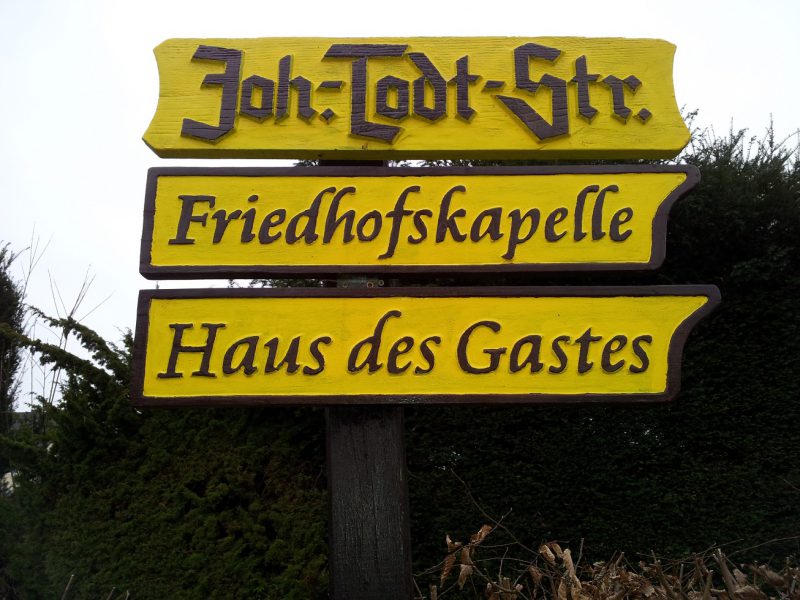 Joh.-Todt-Str.
Friedhofskapelle
Haus des Gastes